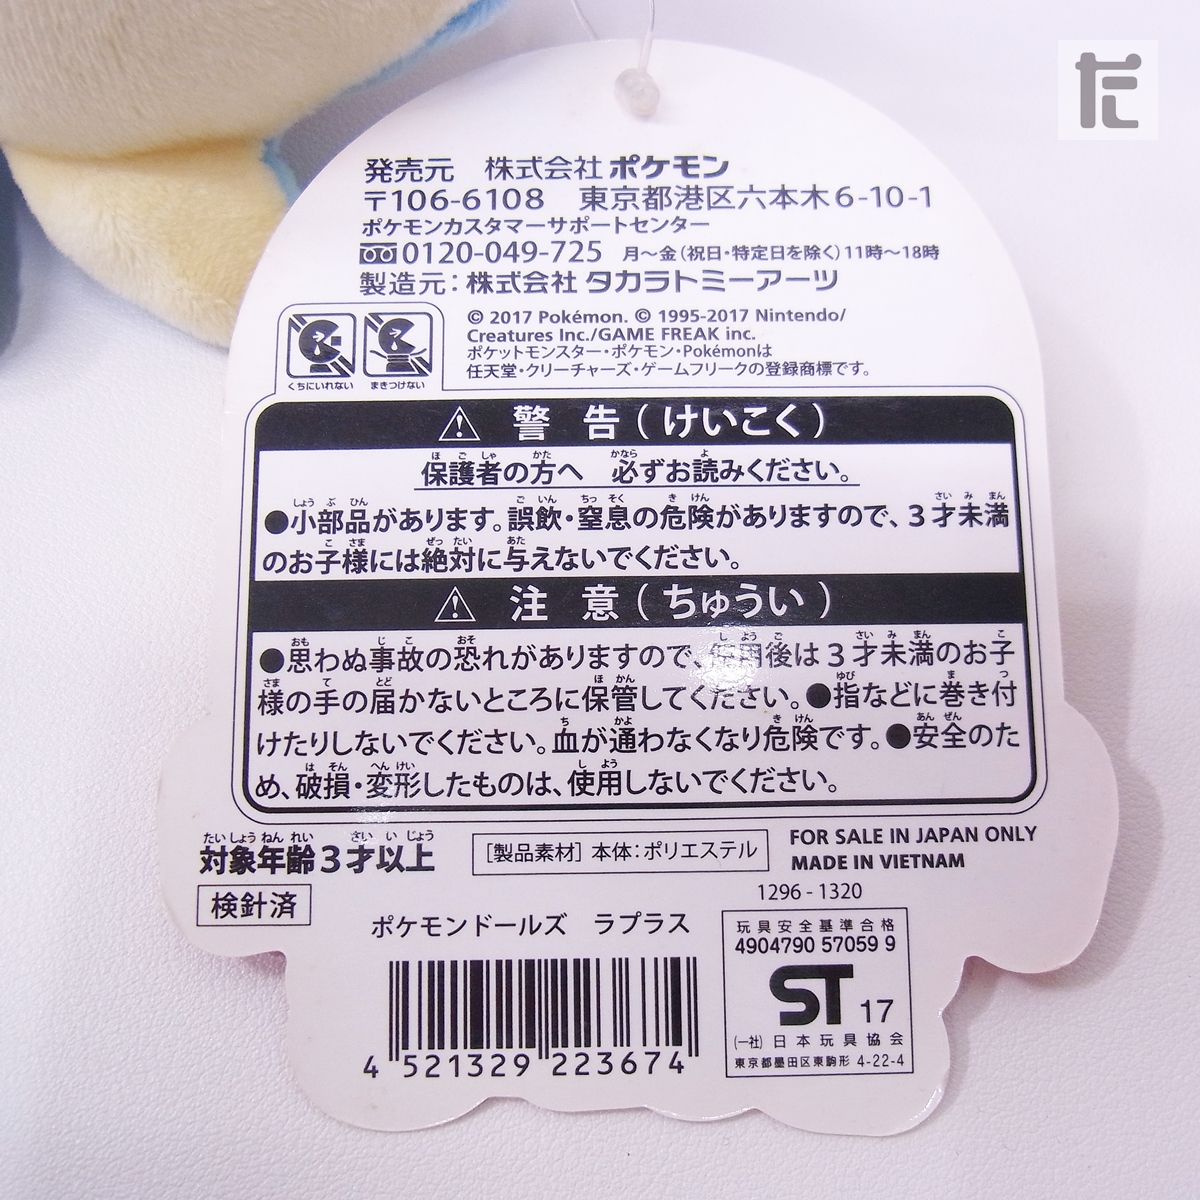 た
発売元 株式会社 ポケモン
〒106-6108 東京都港区六本木6-10-1
ポケモンカスタマーサポートセンター
0120-049-725 月〜金(祝日・特定日を除く)11時〜18時
製造元:株式会社 タカラトミーアーツ
© 2017 Pokémon. © 1995-2017 Nintendo/
Creatures Inc./GAME FREAK inc.
ポケットモンスター・ポケモン・Pokémonは
任天堂・クリーチャーズ・ゲームフリークの登録商標です。
くちにいれない まきつけない
警告(けいこく)
保護者の方へ 必ずお読みください。
●小部品があります。誤飲・窒息の危険がありますので、3才未満
のお子様には絶対に与えないでください。
注意(ちゅうい)
●思わぬ事故の恐れがありますので、使用後は3才未満のお子
様の手の届かないところに保管してください。●指などに巻き付
けたりしないでください。血が通わなくなり危険です。●安全のた
め、破損・変形したものは、使用しないでください。
対象年齢3才以上
[製品素材]本体:ポリエステル
FOR SALE IN JAPAN ONLY
MADE IN VIETNAM
検針済
1296-1320
ポケモンドールズ ラプラス
4 521329 223674
玩具安全基準合格
4904790 57059 9
ST 17
(一社)日本玩具協会
東京都墨田区東駒形 4-22-4